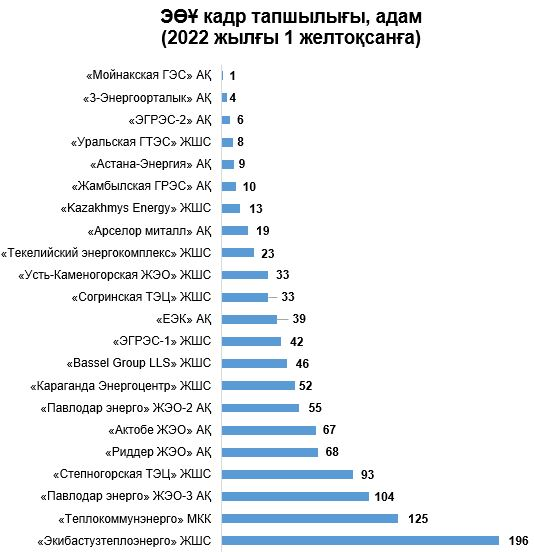 ЭӨҰ кадр тапшылығы, адам
(2022 жылғы 1 желтоқсанға)
«Мойнакская ГЭС» АҚ 1
«3-Энергоорталык» АҚ 4
«ЭГРЭС-2» АҚ 6
«Уральская ГТЭС» ЖШС 8
«Астана-Энергия» АҚ 9
«Жамбылская ГРЭС» АҚ 10
«Kazakhmys Energy» ЖШС 13
«Арселор миталл» АҚ 19
«Текелийский энергокомплекс» ЖШС 23
«Усть-Каменогорская ЖЭО» ЖШС 33
«Согринская ТЭЦ» ЖШС 33
«ЕЭК» АҚ 39
«ЭГРЭС-1» ЖШС 42
«Bassel Group LLS» ЖШС 46
«Караганда Энергоцентр» ЖШС 52
«Павлодар энерго» ЖЭО-2 АҚ 55
«Актобе ЖЭО» АҚ 67
«Риддер ЖЭО» АҚ 68
«Степногорская ТЭЦ» ЖШС 93
«Павлодар энерго» ЖЭО-3 АҚ 104
«Теплокоммунэнерго» МКК 125
«Экибастузтеплоэнерго» ЖШС 196